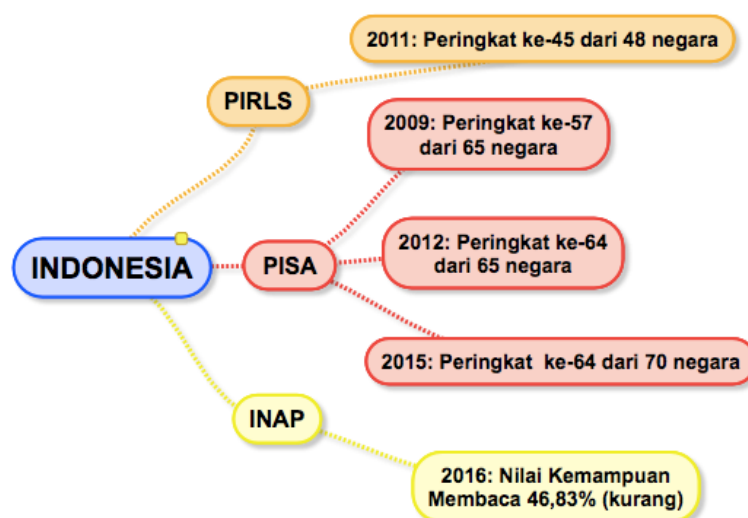 2011: Peringkat ke-45 dari 48 negara
PIRLS
2009: Peringkat ke-57
dari 65 negara
INDONESIA
PISA
2012: Peringkat ke-64
dari 65 negara
2015: Peringkat ke-64 dari 70 negara
INAP
2016: Nilai Kemampuan
Membaca 46,83% (kurang)